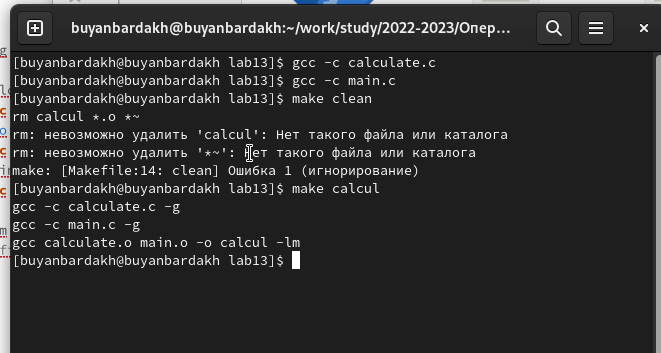 buyanbardakh@buyanbardakh:~/work/study/2022-2023/Опер...
[buyanbardakh@buyanbardakh lab13]$ gcc -c calculate.c
[buyanbardakh@buyanbardakh lab13]$ gcc -c main.c
[buyanbardakh@buyanbardakh lab13]$ make clean
rm calcul *.o *~
rm: невозможно удалить 'calcul': Нет такого файла или каталога
rm: невозможно удалить '*~': Нет такого файла или каталога
make: [Makefile:14: clean] Ошибка 1 (игнорирование)
[buyanbardakh@buyanbardakh lab13]$ make calcul
gcc -c calculate.c -g
gcc -c main.c -g
gcc calculate.o main.o -o calcul -lm
[buyanbardakh@buyanbardakh lab13]$